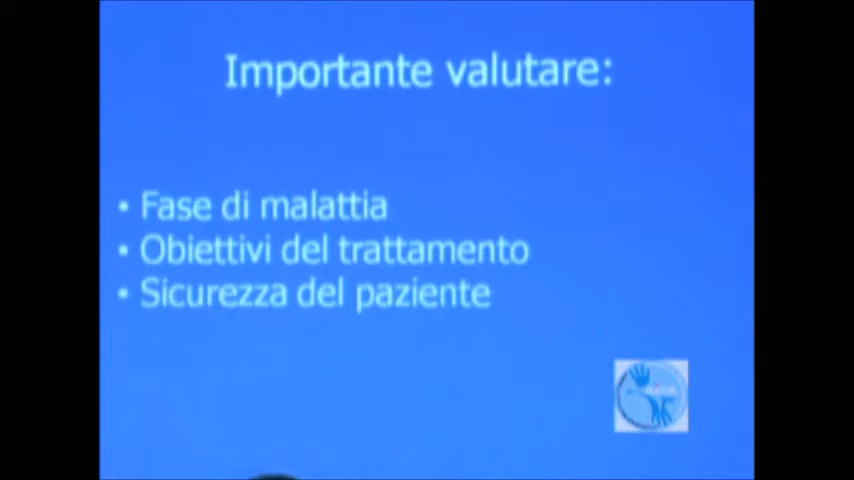 Importante valutare:
• Fase di malattia
• Obiettivi del trattamento
• Sicurezza del paziente